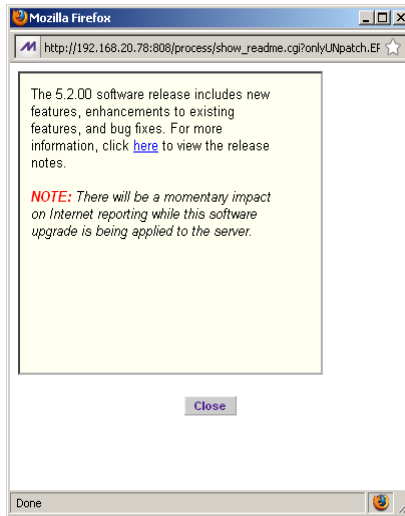 Mozilla Firefox
http://192.168.20.78:808/process/show_readme.cgi?onlyUNpatch.EF
The 5.2.00 software release includes new
features, enhancements to existing
features, and bug fixes. For more
information, click here to view the release
notes.
NOTE: There will be a momentary impact
on Internet reporting while this software
upgrade is being applied to the server.
Close
Done